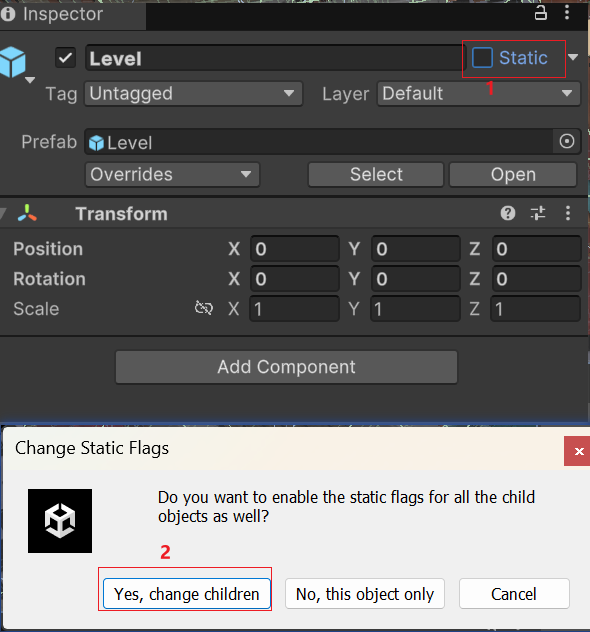 Inspector
Level
Static
1
Tag Untagged Layer Default
Prefab Level
Overrides Select Open
Transform
Position X 0 Y 0 Z 0
Rotation X 0 Y 0 Z 0
Scale X 1 Y 1 Z 1
Add Component
Change Static Flags
Do you want to enable the static flags for all the child
objects as well?
2
Yes, change children No, this object only Cancel